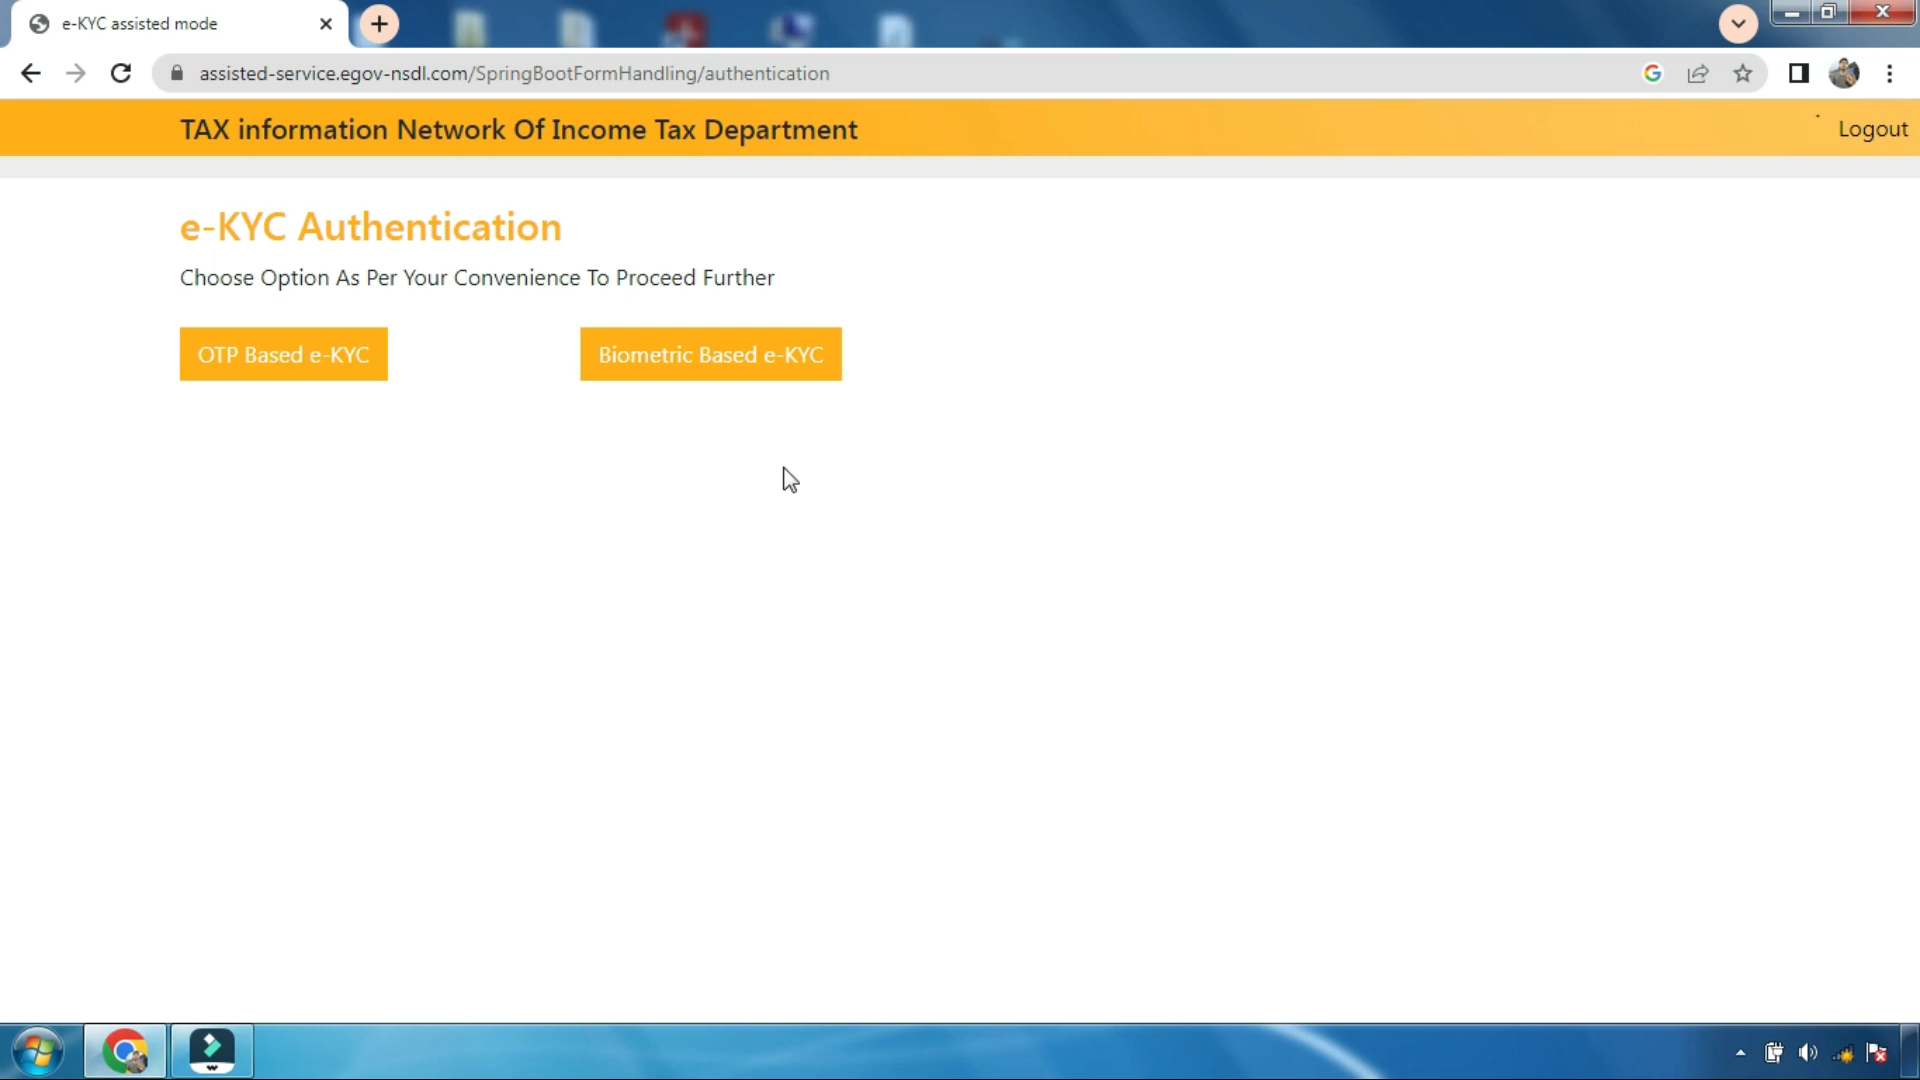 e-KYC assisted mode
assisted-service.egov-nsdl.com/SpringBootFormHandling/authentication
TAX information Network Of Income Tax Department
Logout
e-KYC Authentication
Choose Option As Per Your Convenience To Proceed Further
OTP Based e-KYC
Biometric Based e-KYC